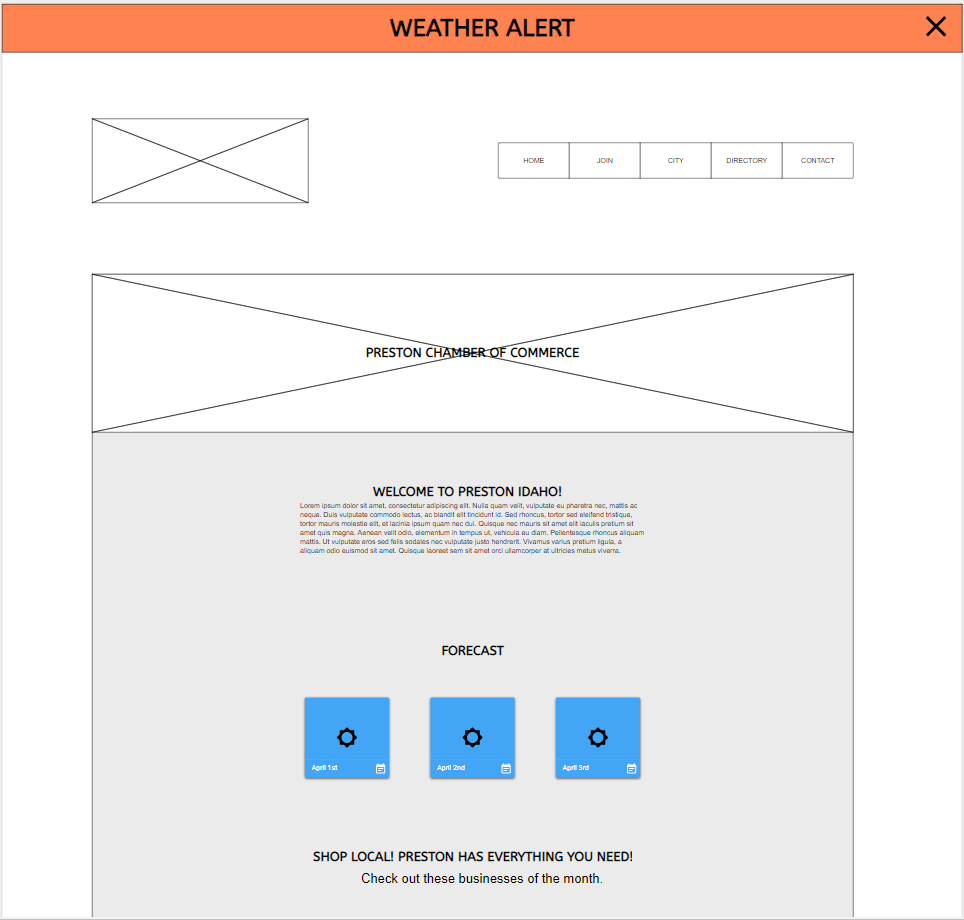 WEATHER ALERT
HOME JOIN CITY DIRECTORY CONTACT
PRESTON CHAMBER OF COMMERCE
WELCOME TO PRESTON IDAHO!
Lorem ipsum dolor sit amet, consectetur adipiscing elit. Nulla quam velit, vulputate eu pharetra nec, mattis ac
neque. Duis vulputate commodo lectus, ac blandit elit tincidunt id. Sed rhoncus, tortor sed eleifend tristique,
tortor mauris molestie elit, et lacinia ipsum quam nec dui. Quisque nec mauris sit amet elit iaculis pretium sit
amet quis magna. Aenean velit odio, elementum in tempus ut, vehicula eu diam. Pellentesque rhoncus aliquam
mattis. Ut vulputate eros sed felis sodales nec vulputate justo hendrerit. Vivamus varius pretium ligula, a
aliquam odio euismod sit amet. Quisque laoreet sem sit amet orci ullamcorper at ultricies metus viverra.
FORECAST
April 1st April 2nd April 3rd
SHOP LOCAL! PRESTON HAS EVERYTHING YOU NEED!
Check out these businesses of the month.